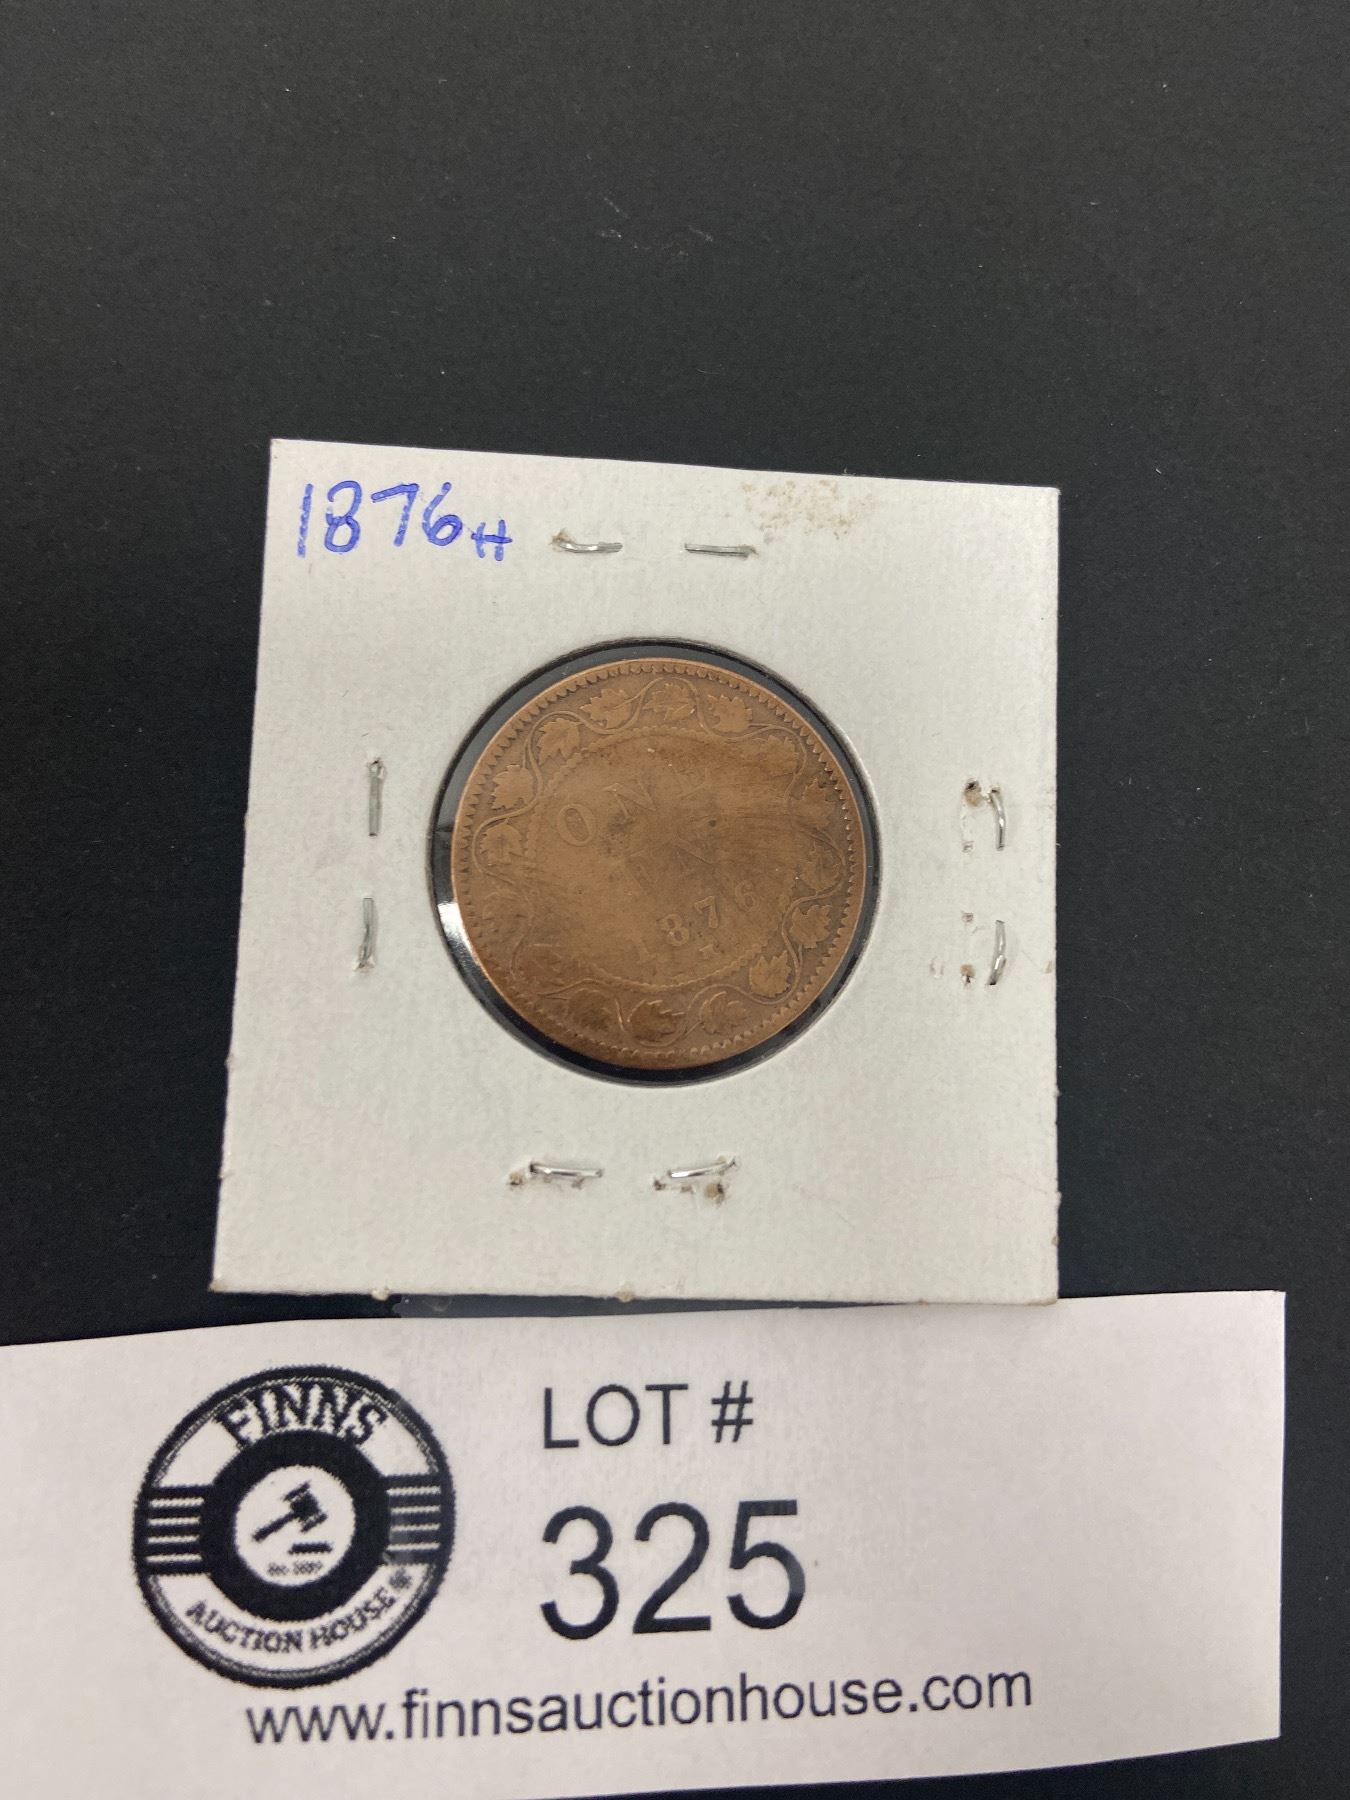 1876H
ONE
1876
H
FINNS
AUCTION HOUSE
LOT #
325
www.finnsauctionhouse.com